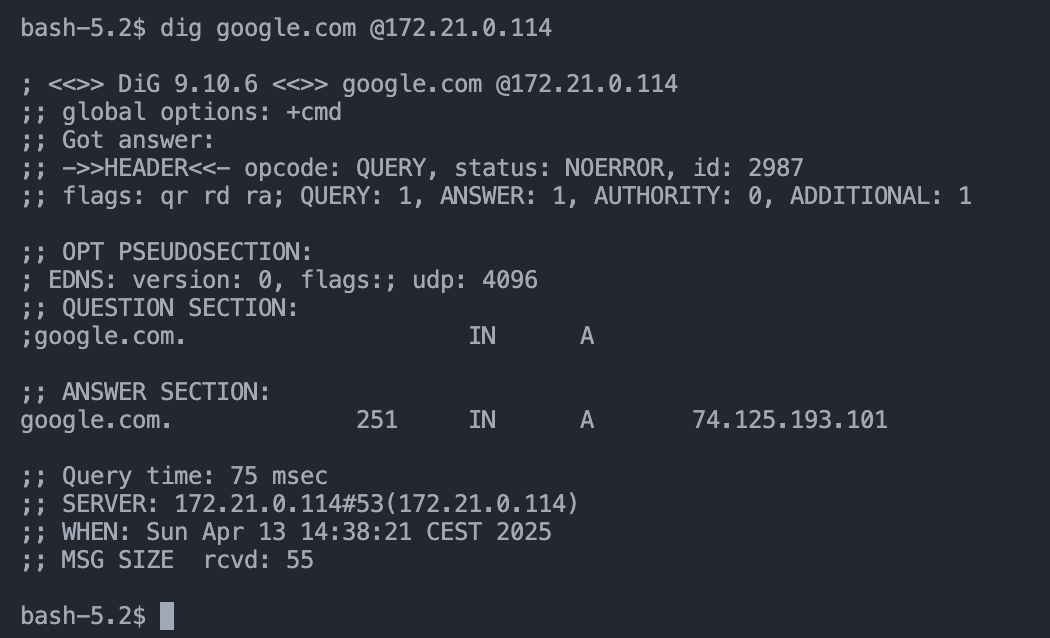 bash-5.2$ dig google.com @172.21.0.114
; <<>> DiG 9.10.6 <<>> google.com @172.21.0.114
;; global options: +cmd
;; Got answer:
;; ->>HEADER<<- opcode: QUERY, status: NOERROR, id: 2987
;; flags: qr rd ra; QUERY: 1, ANSWER: 1, AUTHORITY: 0, ADDITIONAL: 1
;; OPT PSEUDOSECTION:
; EDNS: version: 0, flags:; udp: 4096
;; QUESTION SECTION:
;google.com. IN A
;; ANSWER SECTION:
google.com. 251 IN A 74.125.193.101
;; Query time: 75 msec
;; SERVER: 172.21.0.114#53(172.21.0.114)
;; WHEN: Sun Apr 13 14:38:21 CEST 2025
;; MSG SIZE  rcvd: 55
bash-5.2$